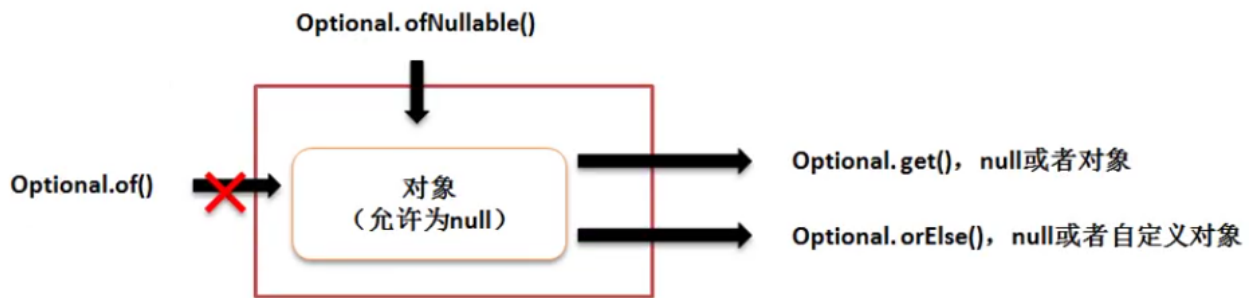 Optional.ofNullable()
Optional.of()
对象
（允许为null）
Optional.get()，null或者对象
Optional.orElse()，null或者自定义对象